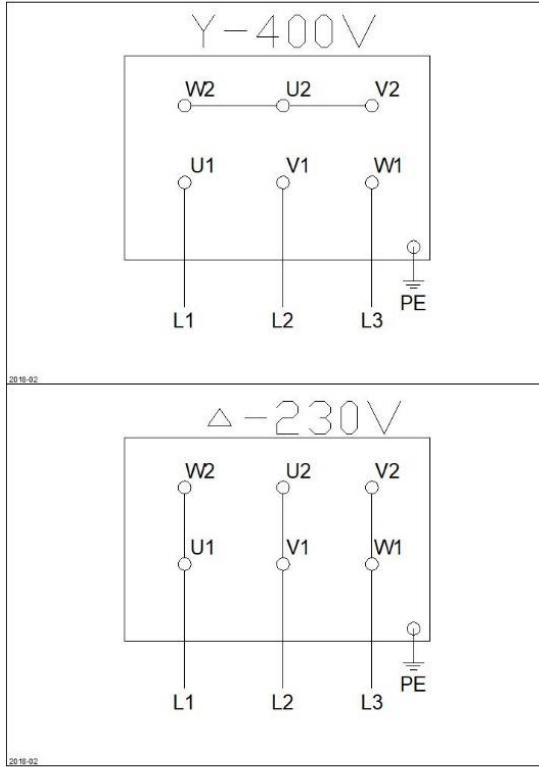 Y-400V
W2 U2 V2
U1 V1 W1
PE
L1 L2 L3
2018-02
△-230V
W2 U2 V2
U1 V1 W1
PE
L1 L2 L3
2018-02